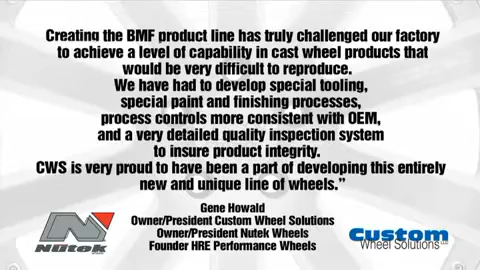 Creating the BMF product line has truly challenged our factory
to achieve a level of capability in cast wheel products that
would be very difficult to reproduce.
We have had to develop special tooling,
special paint and finishing processes,
process controls more consistent with OEM,
and a very detailed quality inspection system
to insure product integrity.
CWS is very proud to have been a part of developing this entirely
new and unique line of wheels.”
Gene Howald
Owner/President Custom Wheel Solutions
Owner/President Nutek Wheels
Founder HRE Performance Wheels
Nütek
Custom
Wheel Solutions